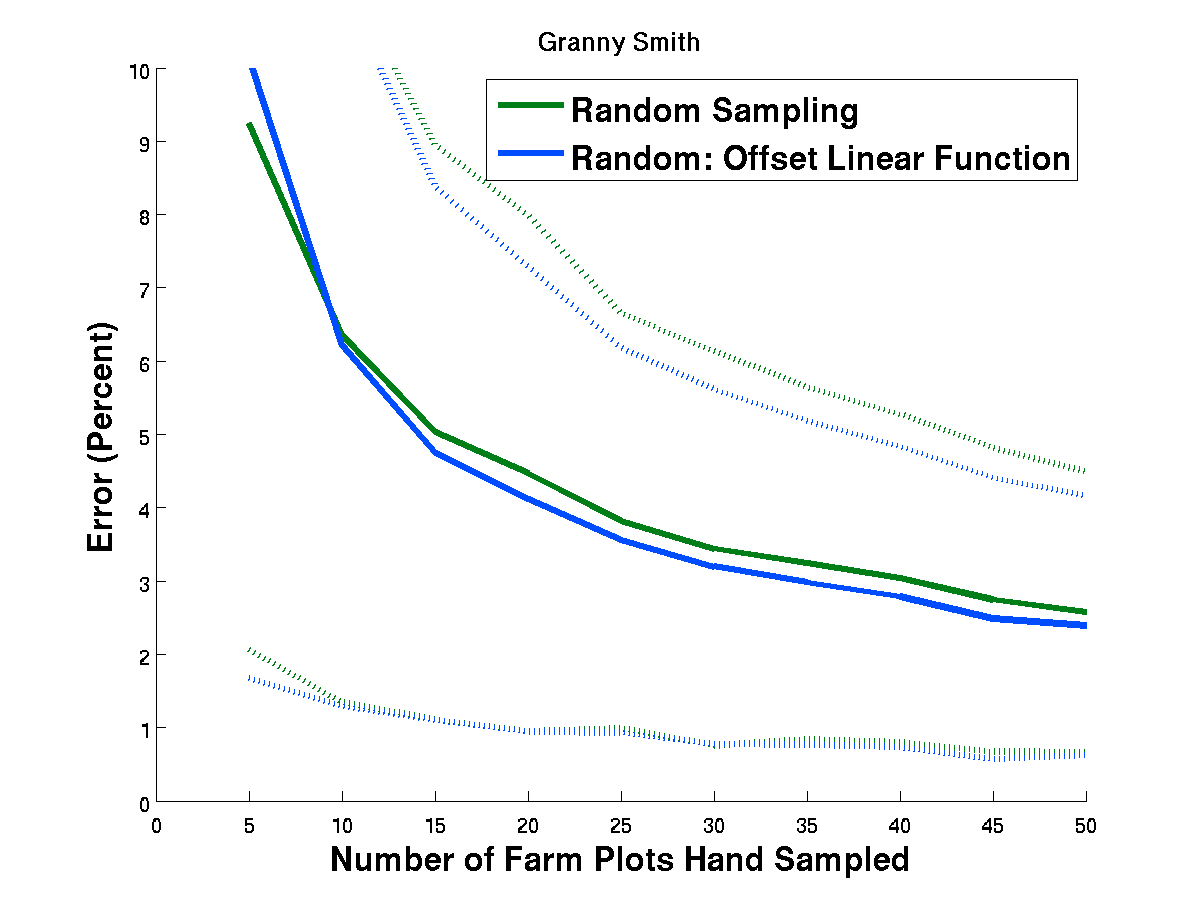 Granny Smith
Random Sampling
Random: Offset Linear Function
Error (Percent)
10
9
8
7
6
5
4
3
2
1
0
0 5 10 15 20 25 30 35 40 45 50
Number of Farm Plots Hand Sampled